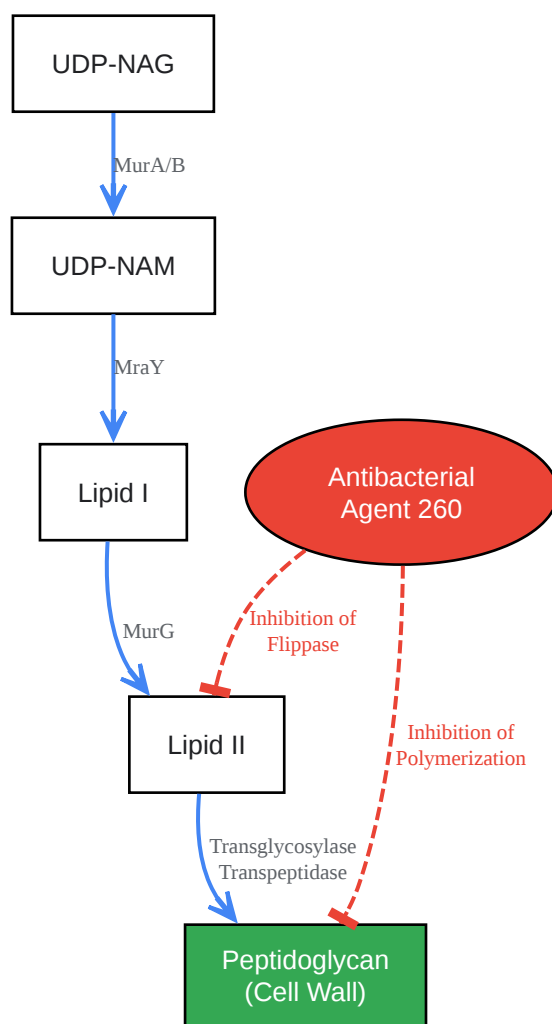 UDP-NAG
MurA/B
UDP-NAM
MraY
Lipid I
Antibacterial
Agent 260
MurG
Inhibition of
Flippase
Lipid II
Inhibition of
Polymerization
Transglycosylase
Transpeptidase
Peptidoglycan
(Cell Wall)